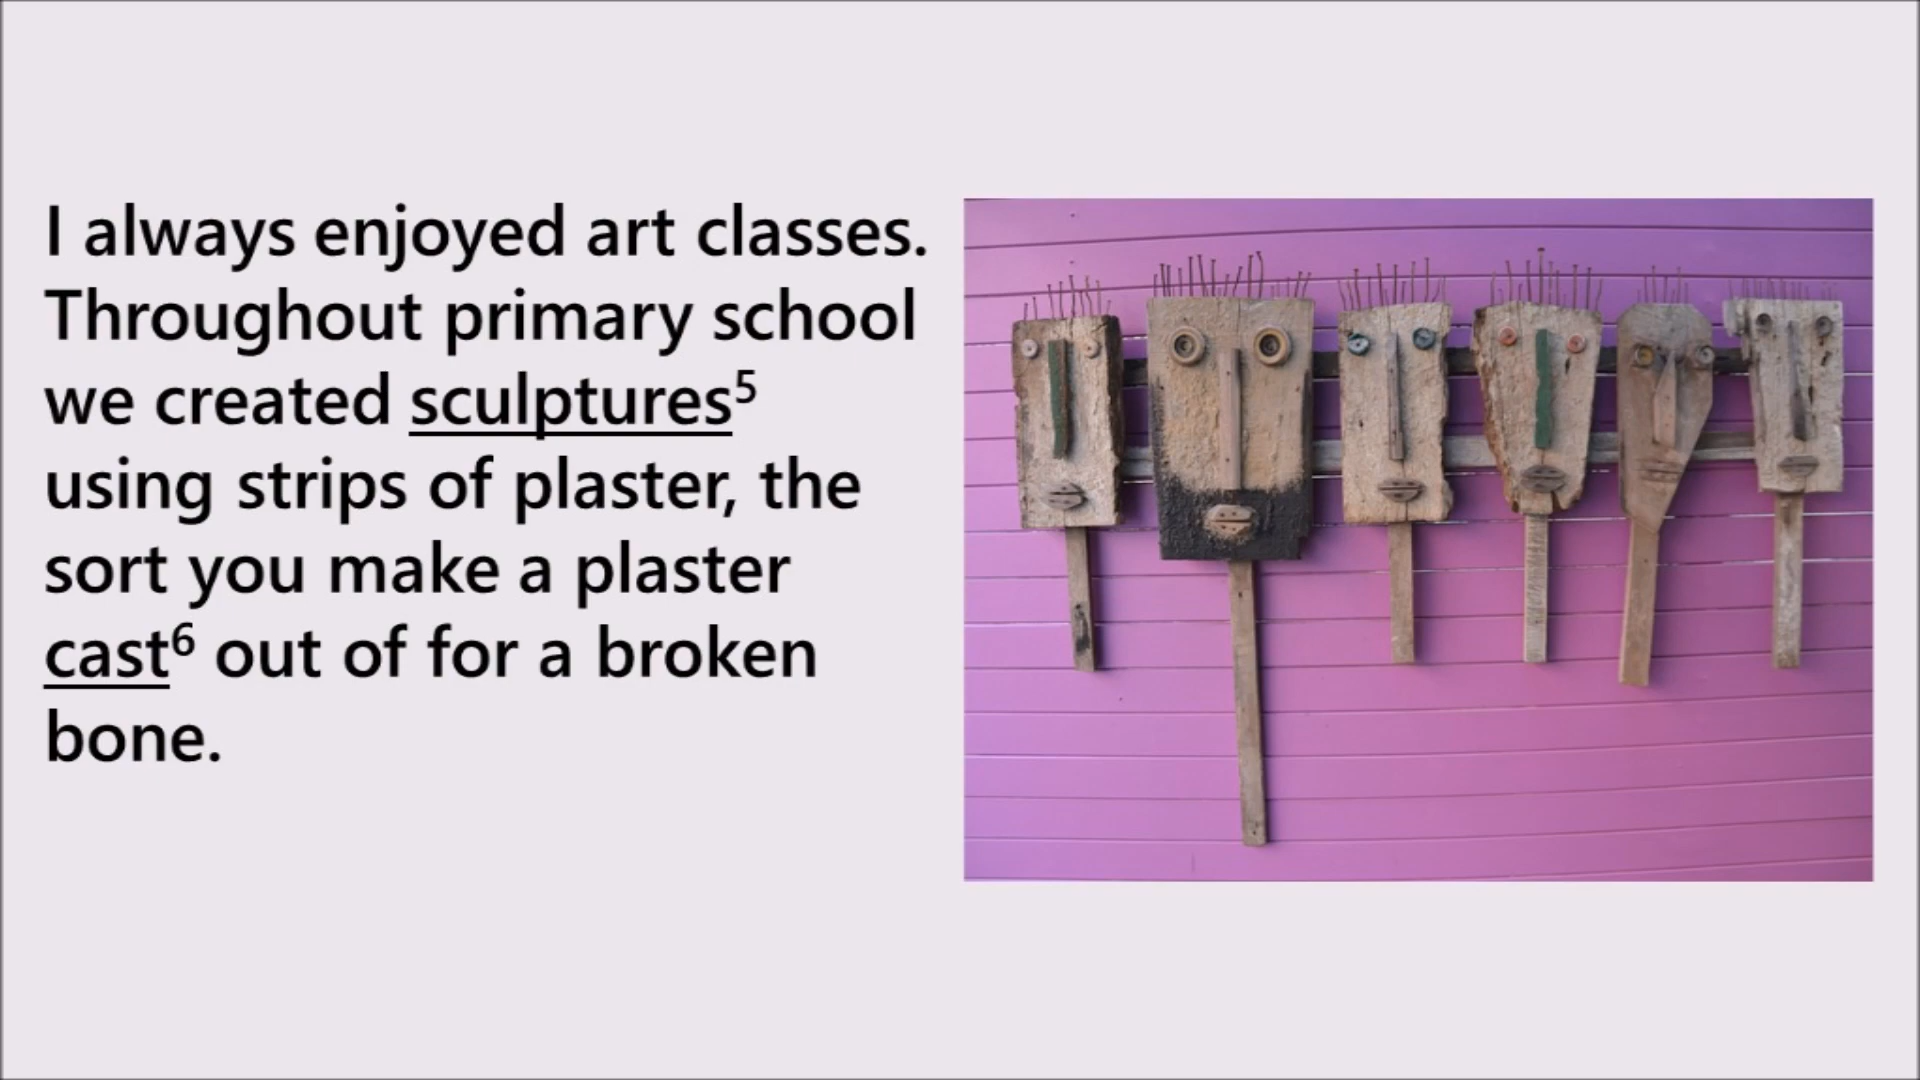 I always enjoyed art classes.
Throughout primary school
we created sculptures⁵
using strips of plaster, the
sort you make a plaster
cast⁶ out of for a broken
bone.